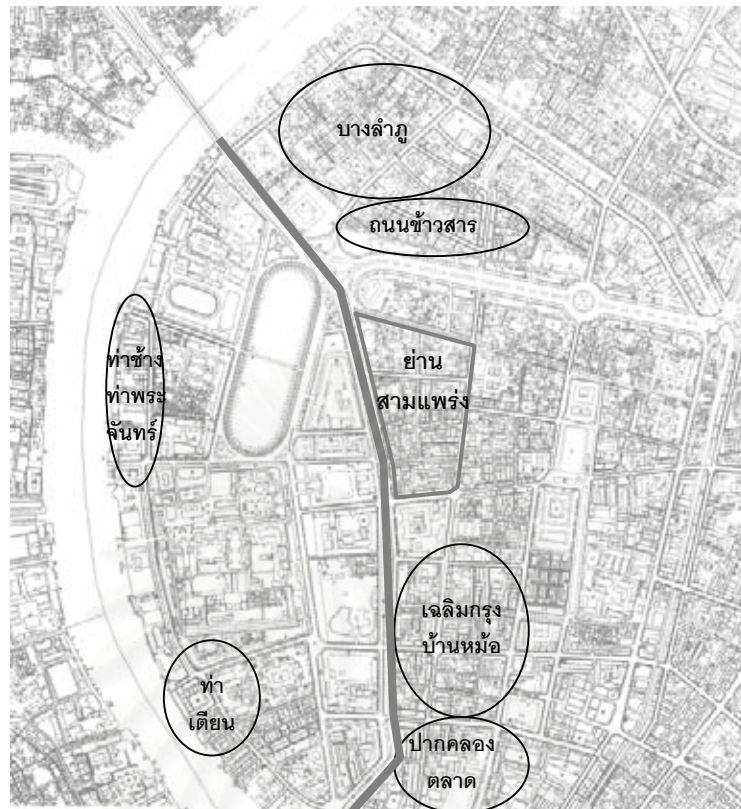 บางลำภู
ถนนข้าวสาร
ท่าช้าง
ท่าพระ
จันทร์
ย่าน
สามแพร่ง
เฉลิมกรุง
บ้านหม้อ
ท่า
เตียน
ปากคลอง
ตลาด